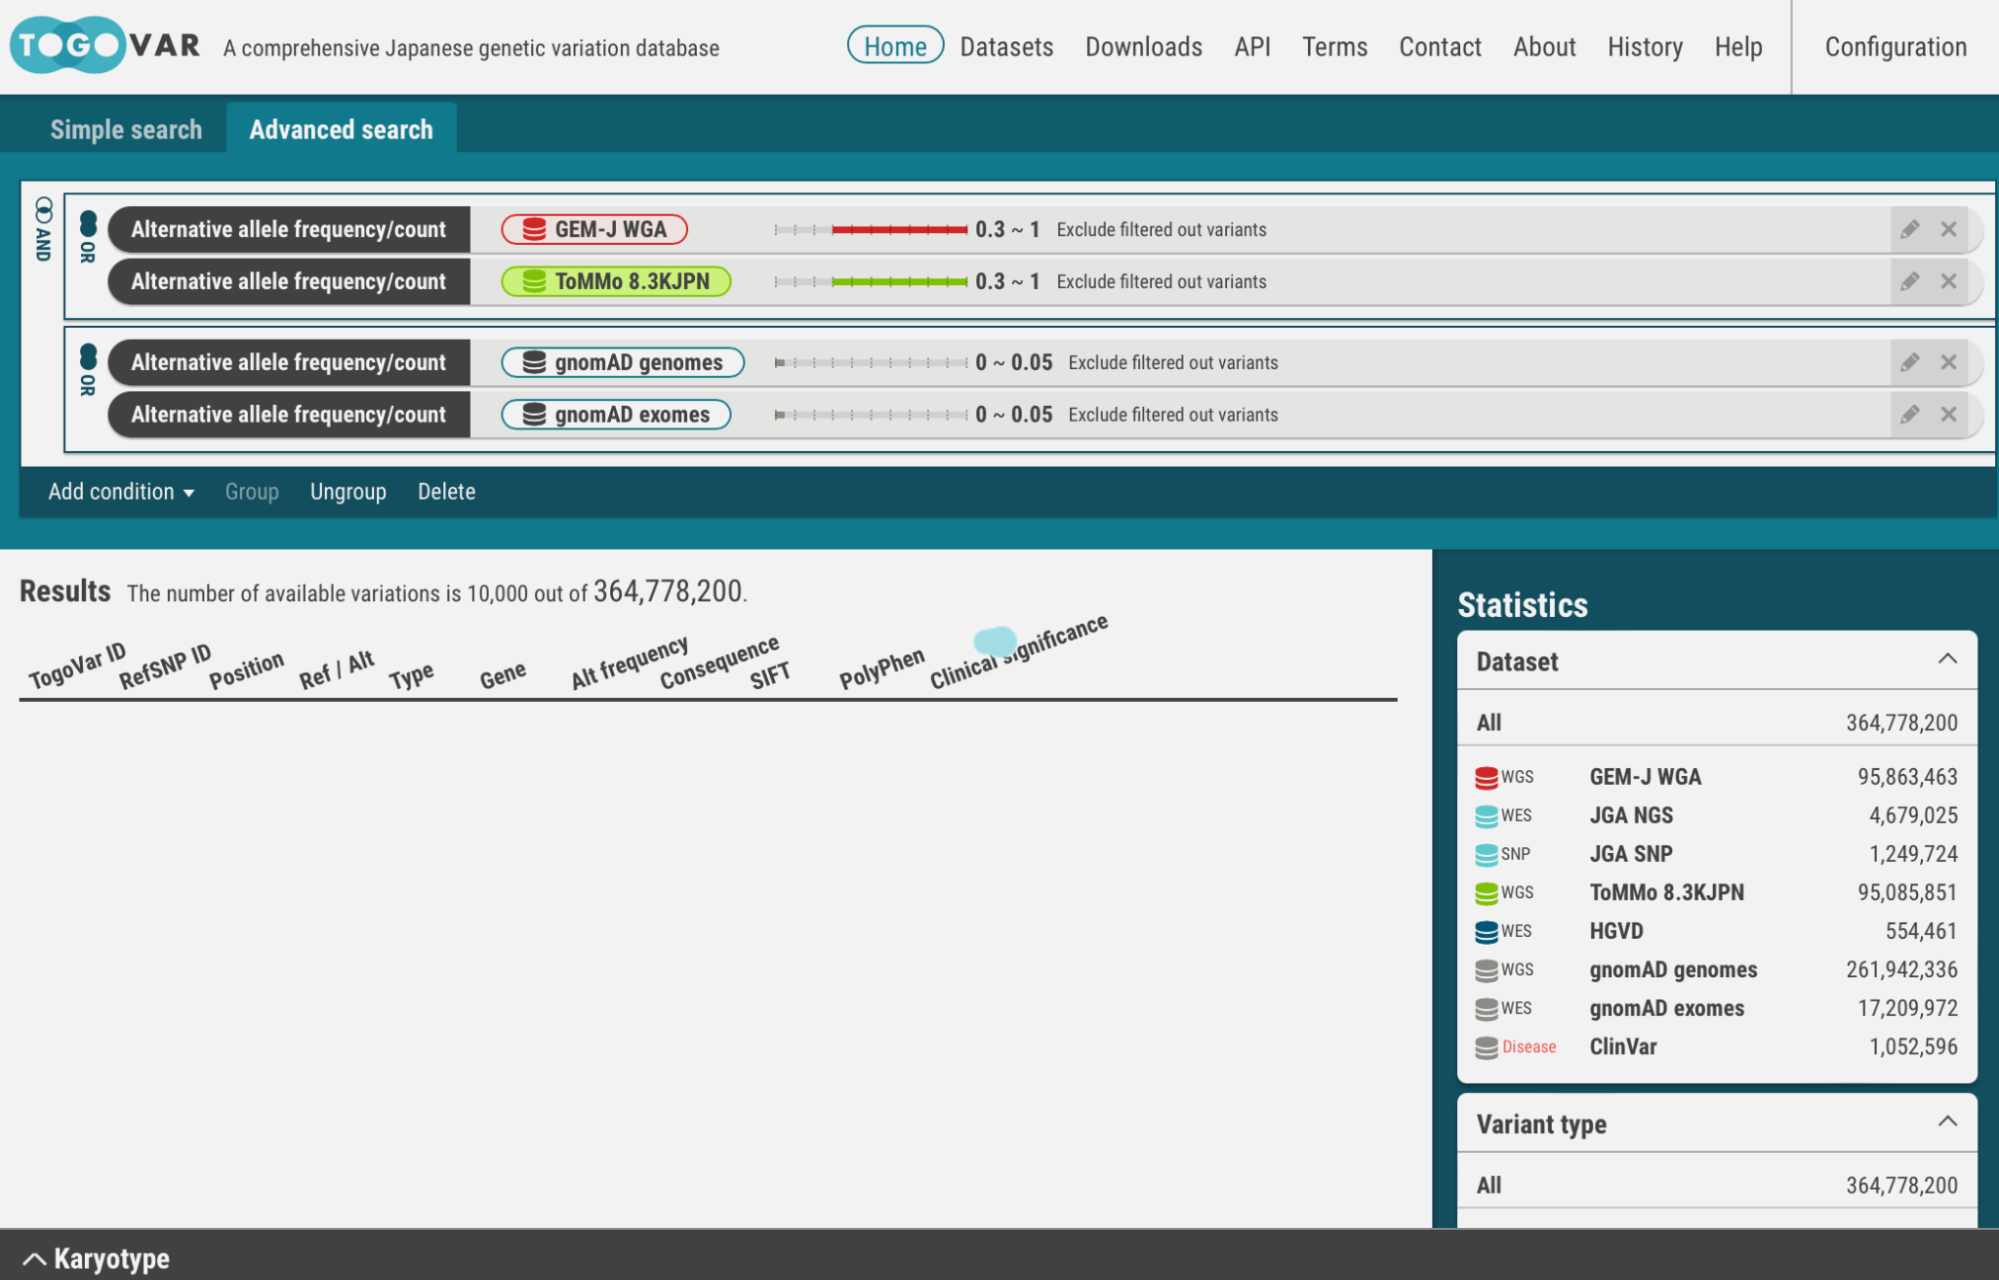 TOGOVAR A comprehensive Japanese genetic variation database Home Datasets Downloads API Terms Contact About History Help Configuration
Simple search Advanced search
AND
OR
Alternative allele frequency/count GEM-J WGA 0.3 ~ 1 Exclude filtered out variants
Alternative allele frequency/count ToMMo 8.3KJPN 0.3 ~ 1 Exclude filtered out variants
OR
Alternative allele frequency/count gnomAD genomes 0 ~ 0.05 Exclude filtered out variants
Alternative allele frequency/count gnomAD exomes 0 ~ 0.05 Exclude filtered out variants
Add condition Group Ungroup Delete
Results The number of available variations is 10,000 out of 364,778,200.
TogoVar ID RefSNP ID Position Ref / Alt Type Gene Alt frequency Consequence SIFT PolyPhen Clinical significance
Statistics
Dataset
All 364,778,200
WGS GEM-J WGA 95,863,463
WES JGA NGS 4,679,025
SNP JGA SNP 1,249,724
WGS ToMMo 8.3KJPN 95,085,851
WES HGVD 554,461
WGS gnomAD genomes 261,942,336
WES gnomAD exomes 17,209,972
Disease ClinVar 1,052,596
Variant type
All 364,778,200
Karyotype